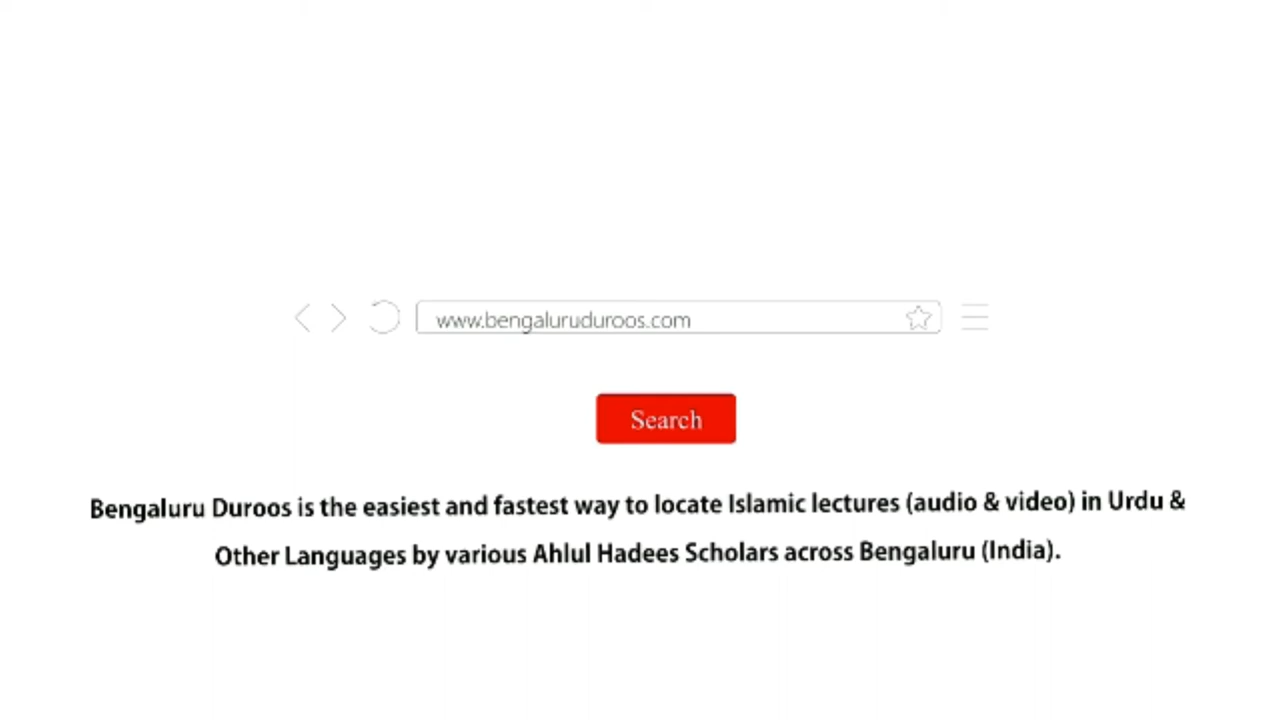 www.bengaluruduroos.com
Search
Bengaluru Duroos is the easiest and fastest way to locate Islamic lectures (audio & video) in Urdu &
Other Languages by various Ahlul Hadees Scholars across Bengaluru (India).